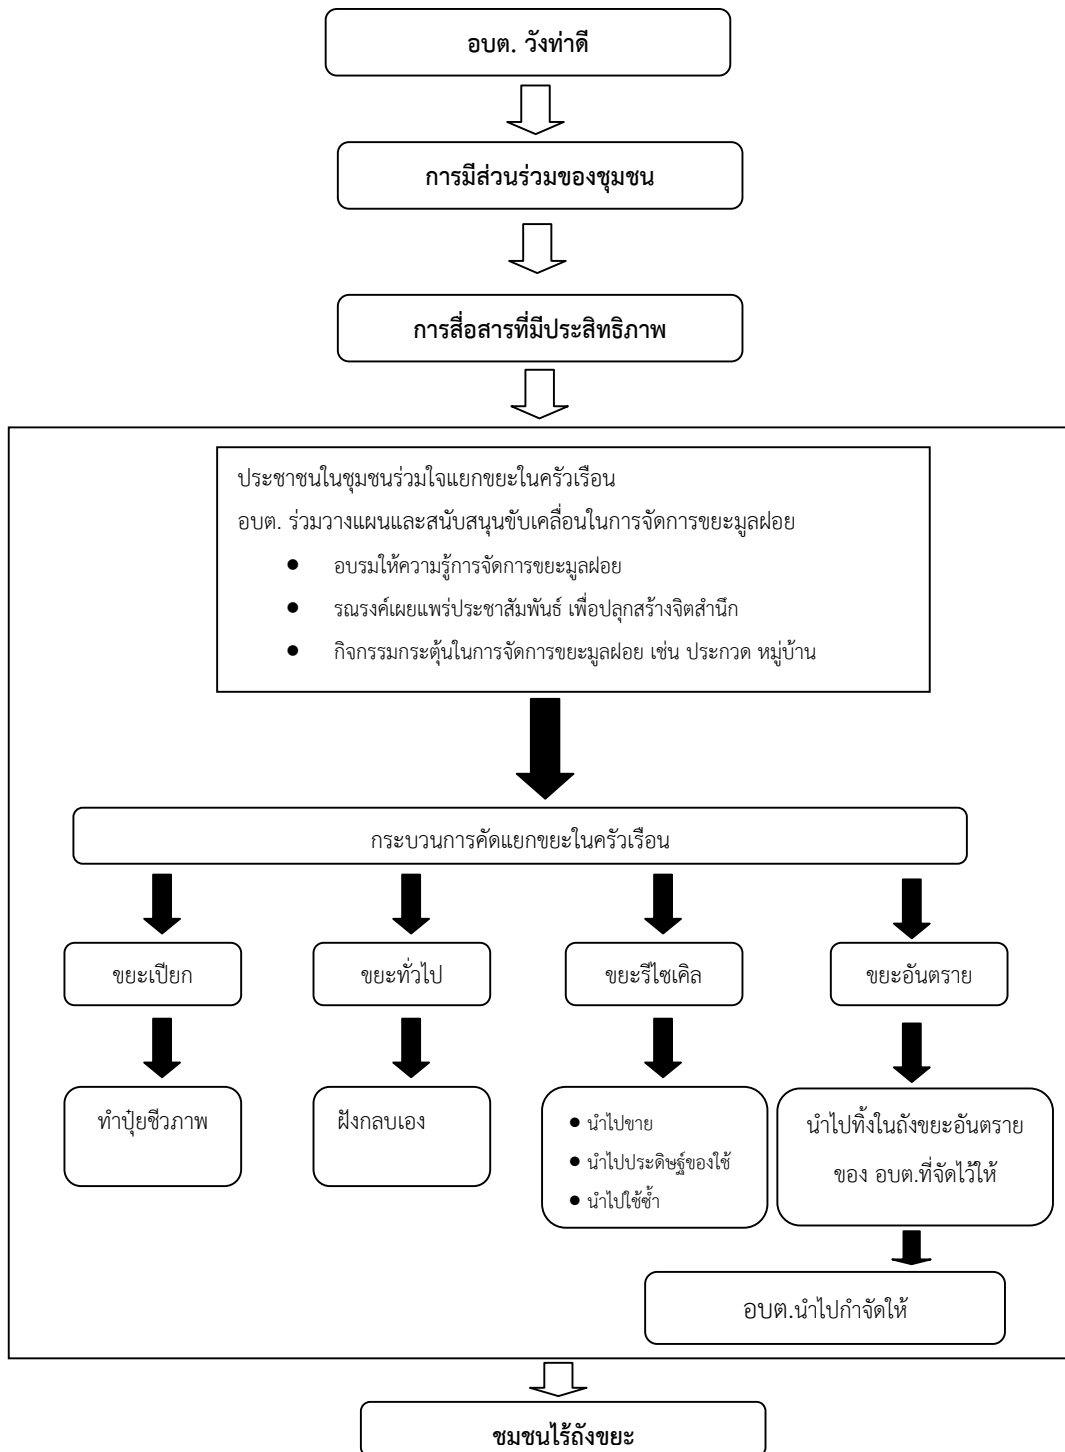 อบต. วังท่าดี
การมีส่วนร่วมของชุมชน
การสื่อสารที่มีประสิทธิภาพ
ประชาชนในชุมชนร่วมใจแยกขยะในครัวเรือน
อบต. ร่วมวางแผนและสนับสนุนขับเคลื่อนในการจัดการขยะมูลฝอย
● อบรมให้ความรู้การจัดการขยะมูลฝอย
● รณรงค์เผยแพร่ประชาสัมพันธ์ เพื่อปลุกสร้างจิตสำนึก
● กิจกรรมกระตุ้นในการจัดการขยะมูลฝอย เช่น ประกวด หมู่บ้าน
กระบวนการคัดแยกขยะในครัวเรือน
ขยะเปียก
ขยะทั่วไป
ขยะรีไซเคิล
ขยะอันตราย
ทำปุ๋ยชีวภาพ
ฝังกลบเอง
● นำไปขาย
● นำไปประดิษฐ์ของใช้
● นำไปใช้ซ้ำ
นำไปทิ้งในถังขยะอันตราย
ของ อบต.ที่จัดไว้ให้
อบต.นำไปกำจัดให้
ชมชนไร้ถังขยะ